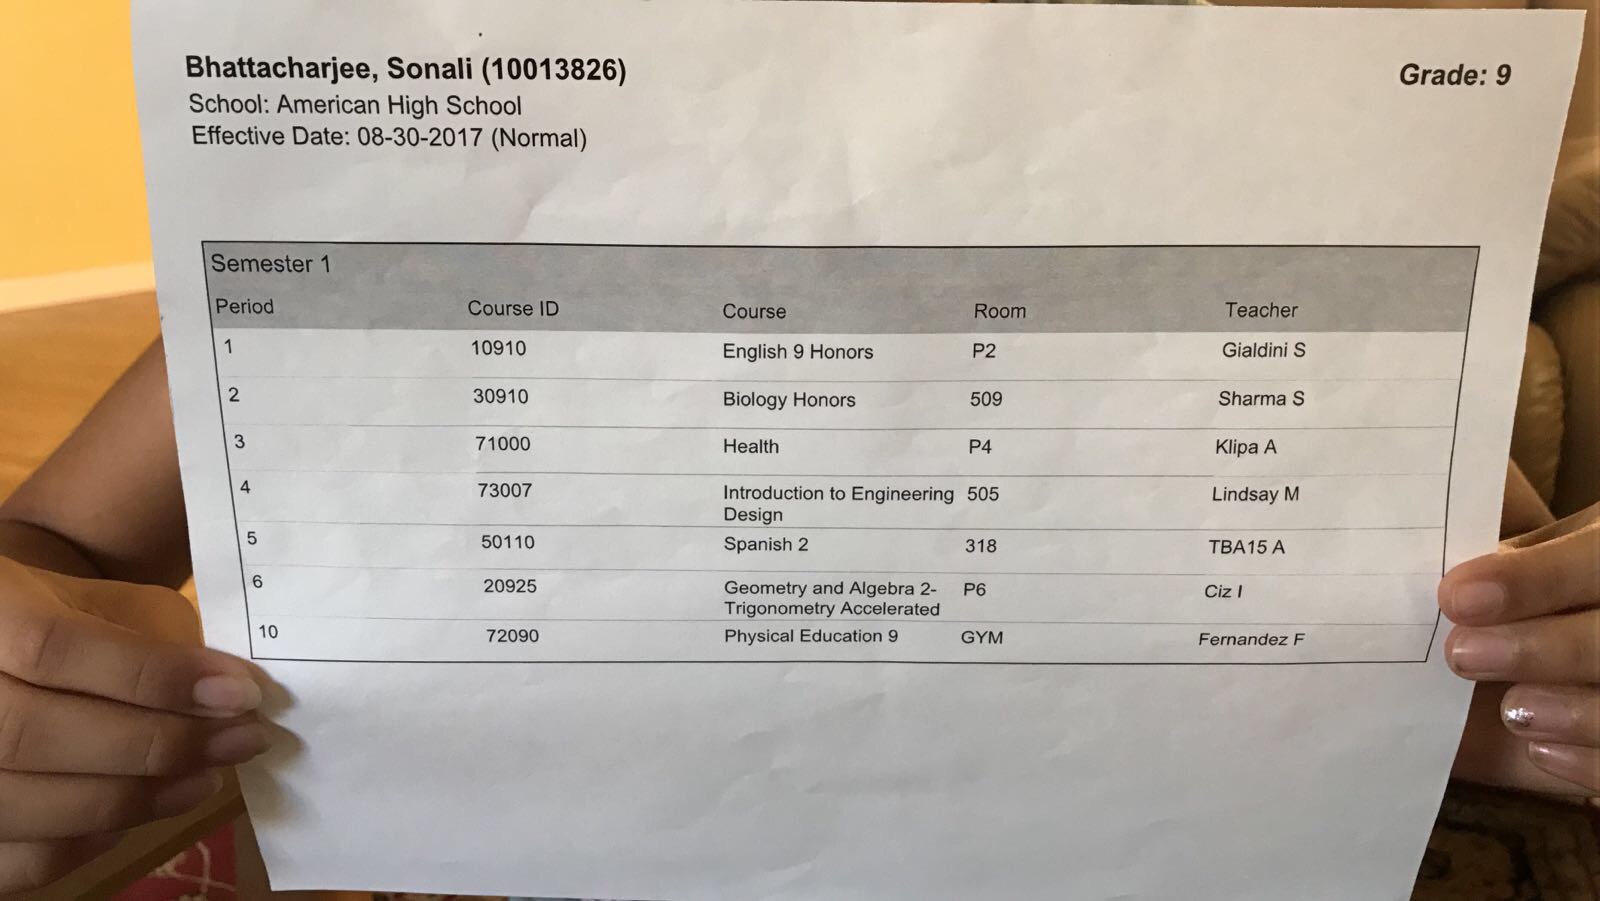 Bhattacharjee, Sonali (10013826)
Grade: 9
School: American High School
Effective Date: 08-30-2017 (Normal)
Semester 1
Period Course ID Course Room Teacher
1 10910 English 9 Honors P2 Gialdini S
2 30910 Biology Honors 509 Sharma S
3 71000 Health P4 Klipa A
4 73007 Introduction to Engineering 505 Lindsay M
Design
5 50110 Spanish 2 318 TBA15 A
6 20925 Geometry and Algebra 2- P6 Ciz I
Trigonometry Accelerated
10 72090 Physical Education 9 GYM Fernandez F